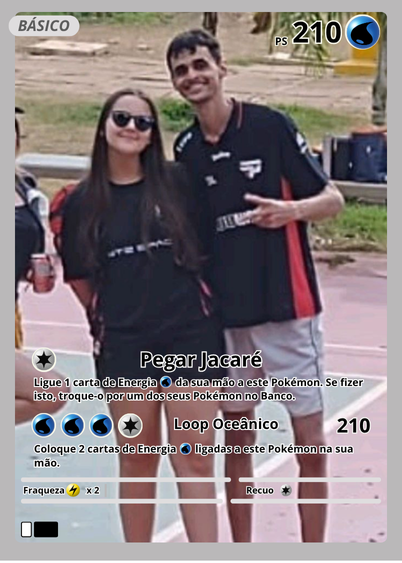 BÁSICO
PS 210
Pegar Jacaré
Ligue 1 carta de Energia da sua mão a este Pokémon. Se fizer
isto, troque-o por um dos seus Pokémon no Banco.
Loop Oceânico 210
Coloque 2 cartas de Energia ligadas a este Pokémon na sua
mão.
Fraqueza x 2 Recuo